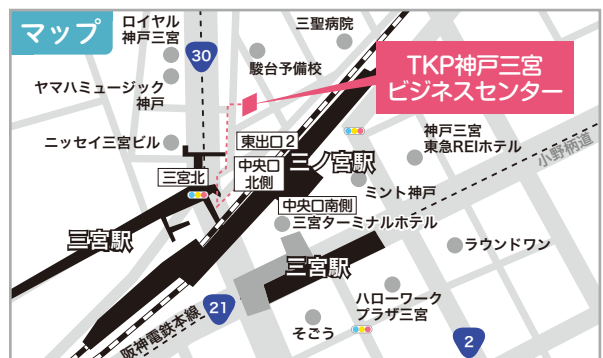 マップ
ロイヤル
神戸三宮
30
三聖病院
駿台予備校
TKP神戸三宮
ビジネスセンター
ヤマハミュージック
神戸
ニッセイ三宮ビル
東出口2
三ノ宮駅
神戸三宮
東急REIホテル
小野柄道
三宮北
中央口
北側
ミント神戸
中央口南側
三宮ターミナルホテル
三宮駅
三宮駅
ラウンドワン
ハローワーク
プラザ三宮
21
阪神電鉄本線
そごう
2